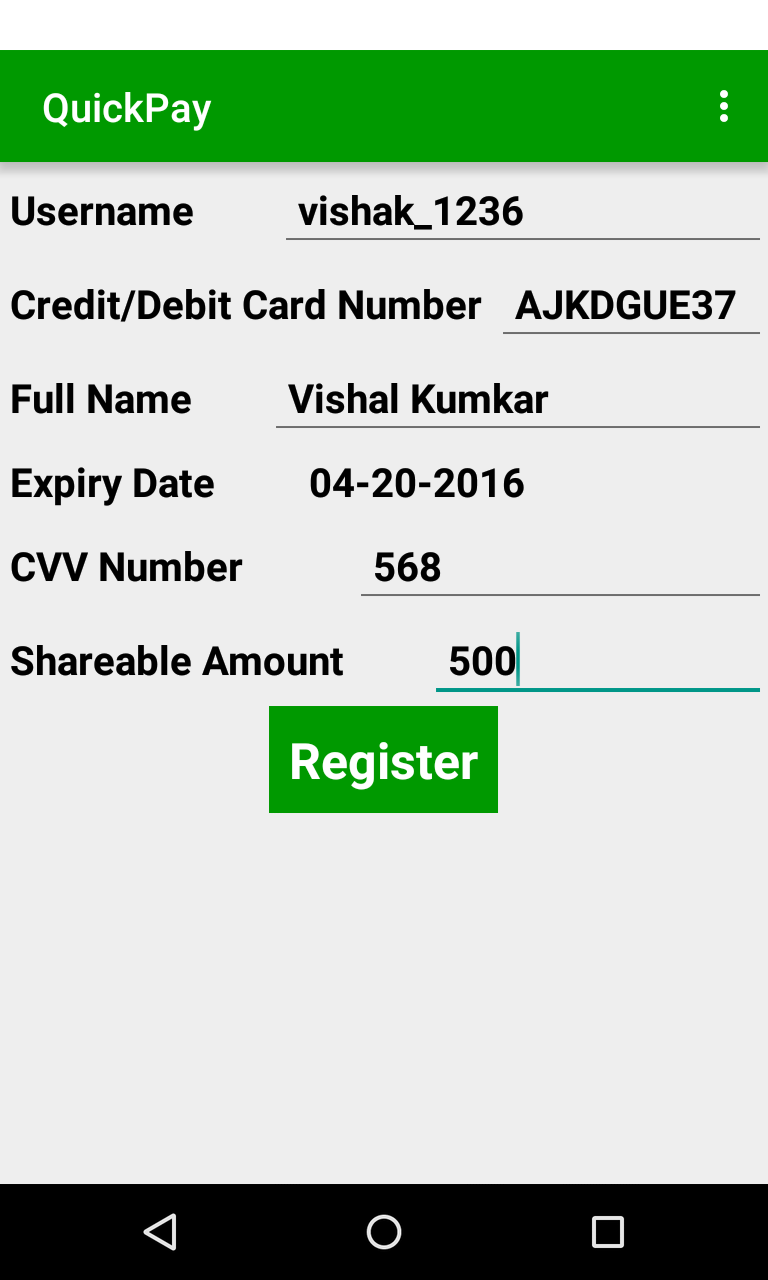 QuickPay
Username vishak_1236
Credit/Debit Card Number AJKDGUE37
Full Name Vishal Kumkar
Expiry Date 04-20-2016
CVV Number 568
Shareable Amount 500
Register